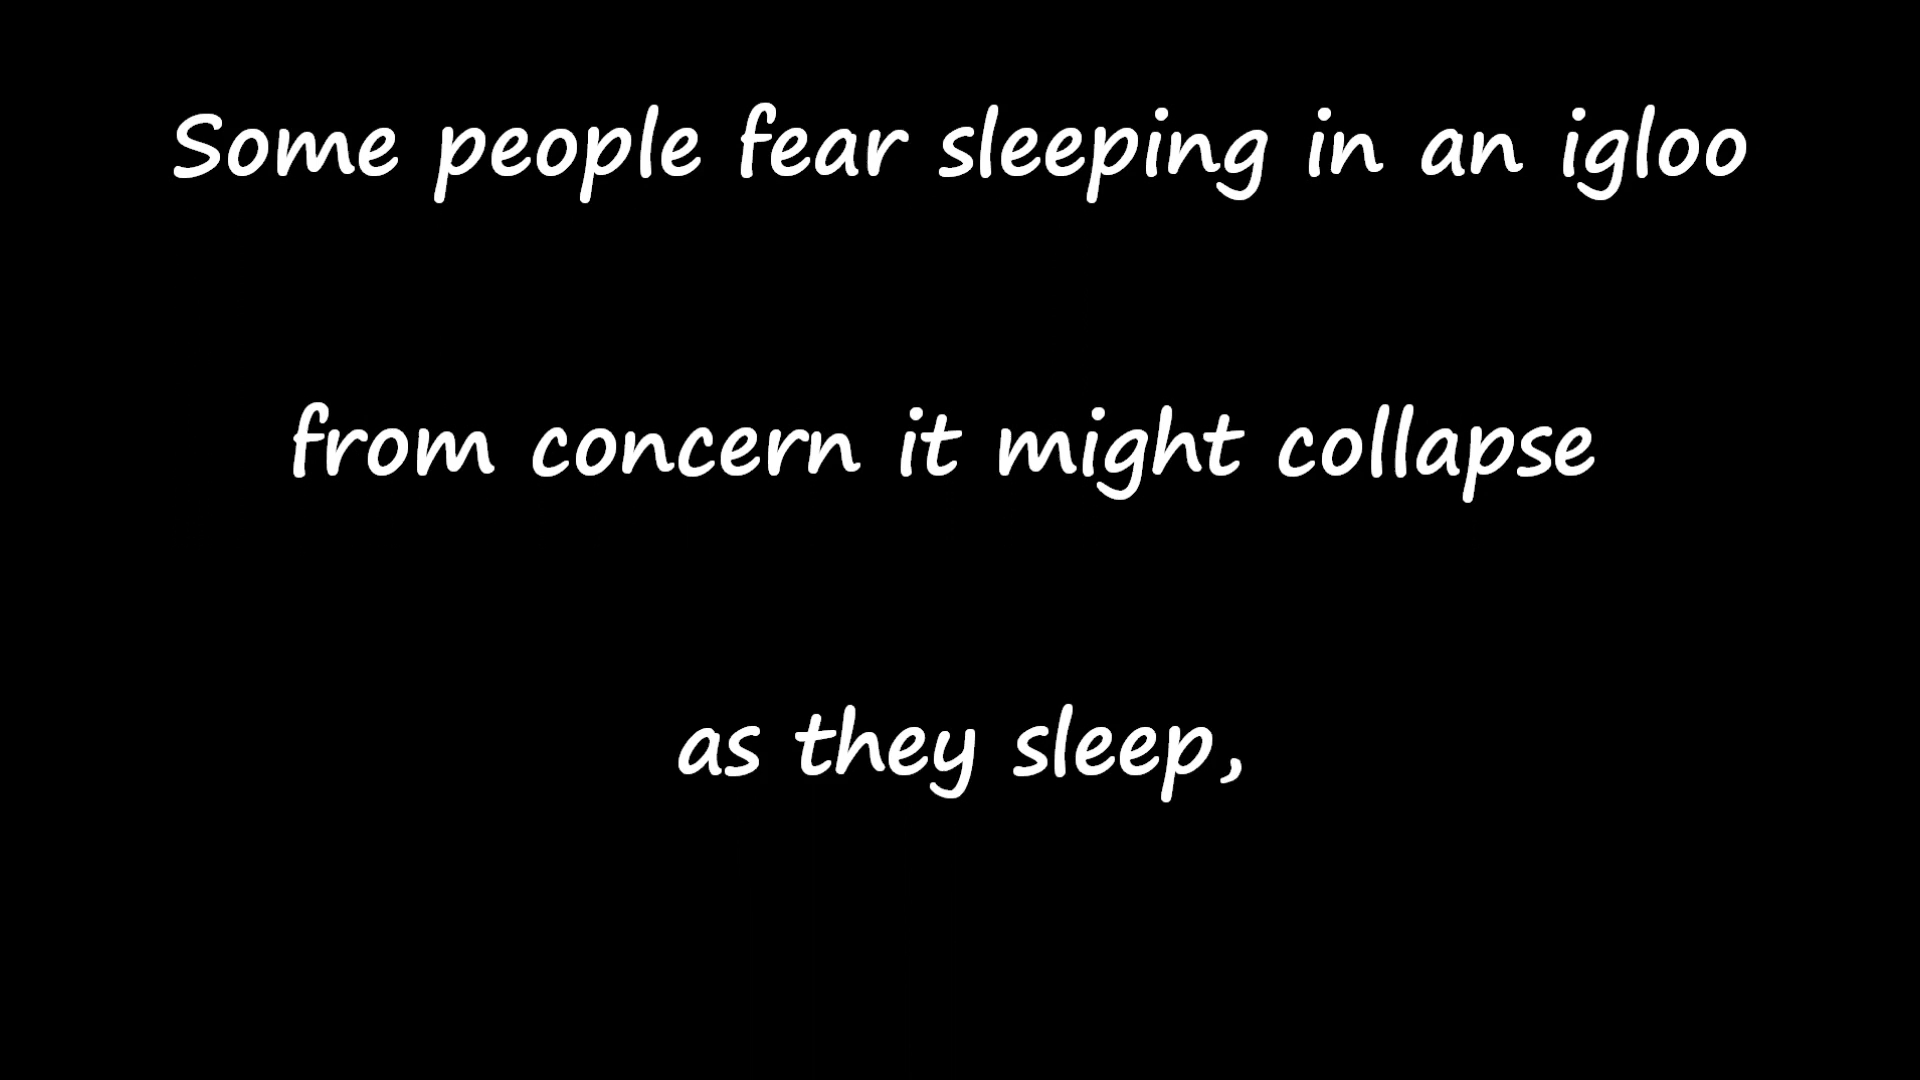 Some people fear sleeping in an igloo
from concern it might collapse
as they sleep,